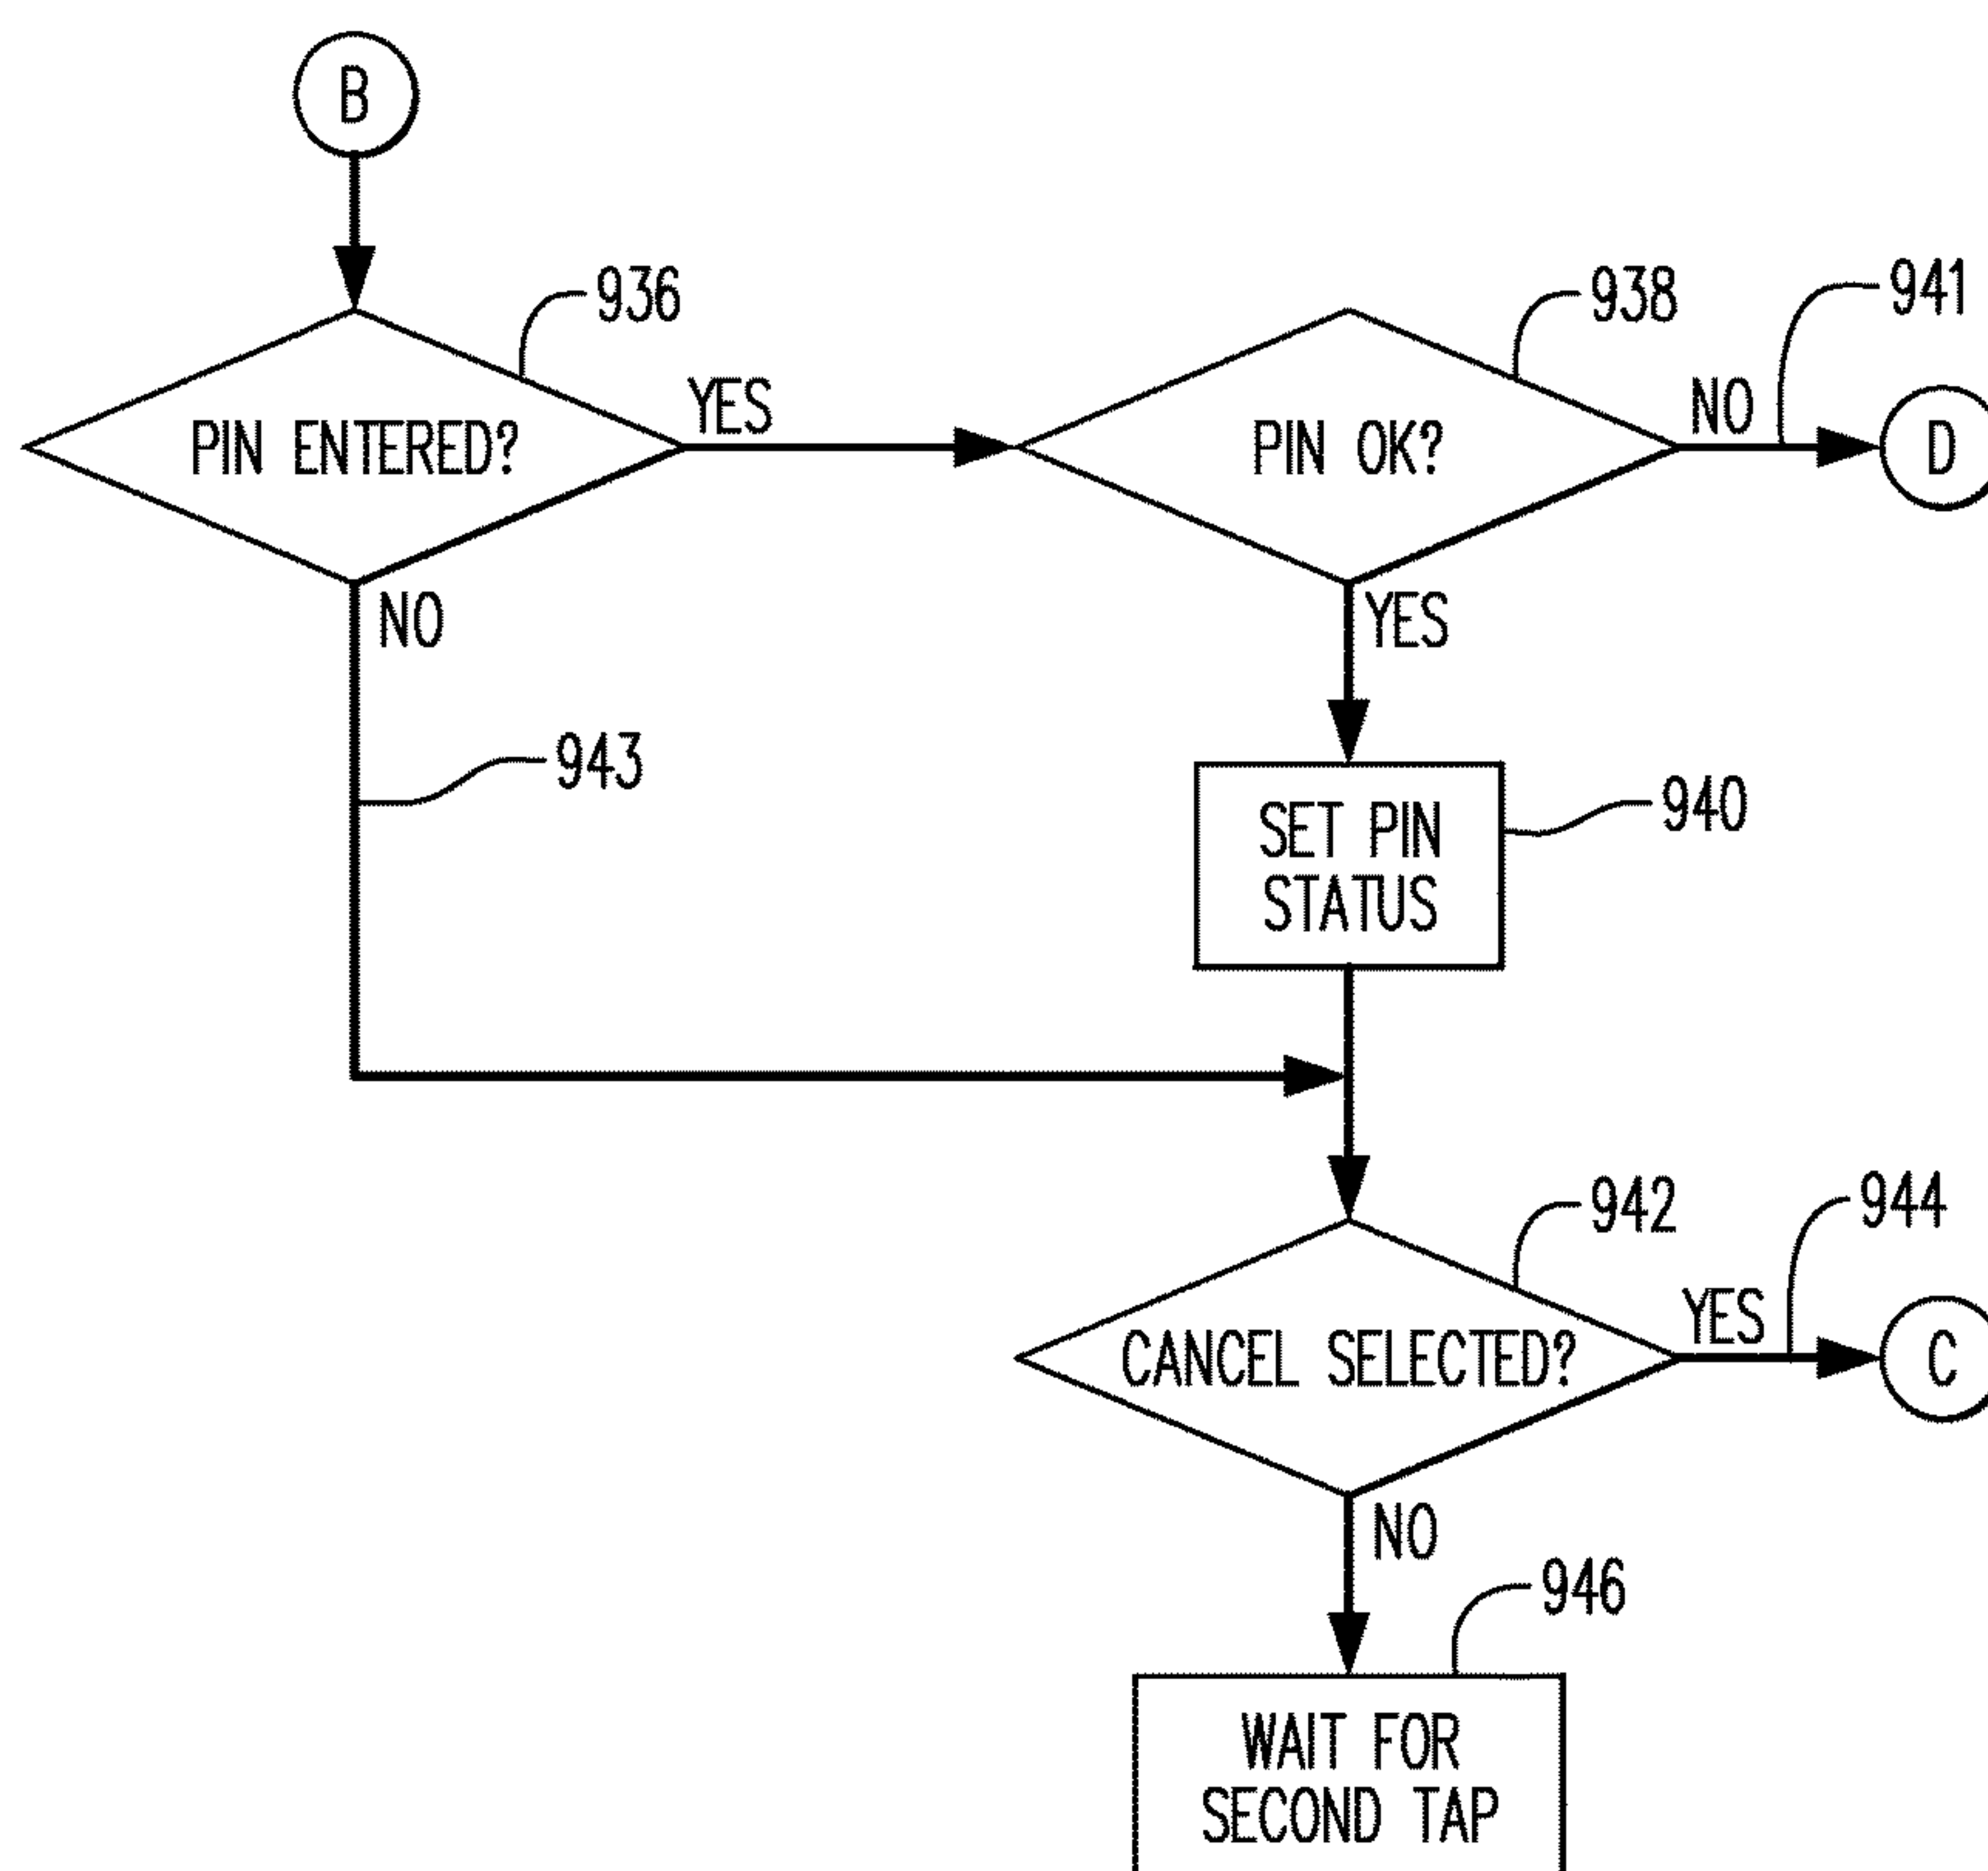 B
936
938
941
PIN ENTERED?
YES
PIN OK?
NO
D
NO
YES
943
SET PIN
STATUS
940
942
944
CANCEL SELECTED?
YES
C
NO
946
WAIT FOR
SECOND TAP